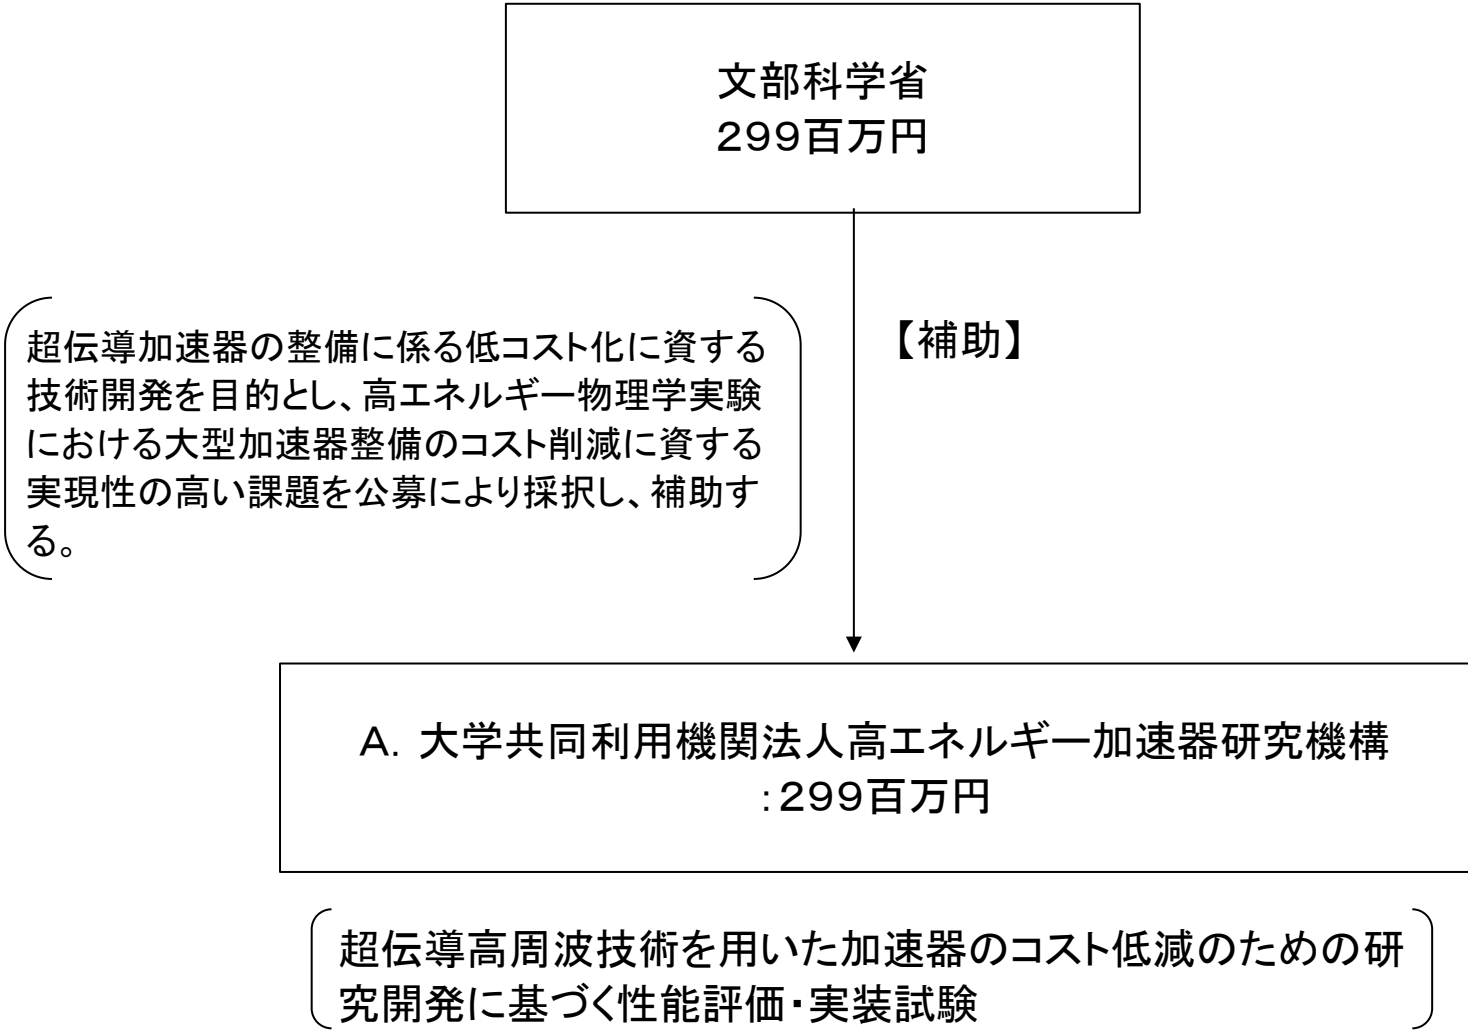 文部科学省
２９９百万円
【補助】
超伝導加速器の整備に係る低コスト化に資する
技術開発を目的とし、高エネルギー物理学実験
における大型加速器整備のコスト削減に資する
実現性の高い課題を公募により採択し、補助す
る。
Ａ．大学共同利用機関法人高エネルギー加速器研究機構
：２９９百万円
超伝導高周波技術を用いた加速器のコスト低減のための研
究開発に基づく性能評価・実装試験